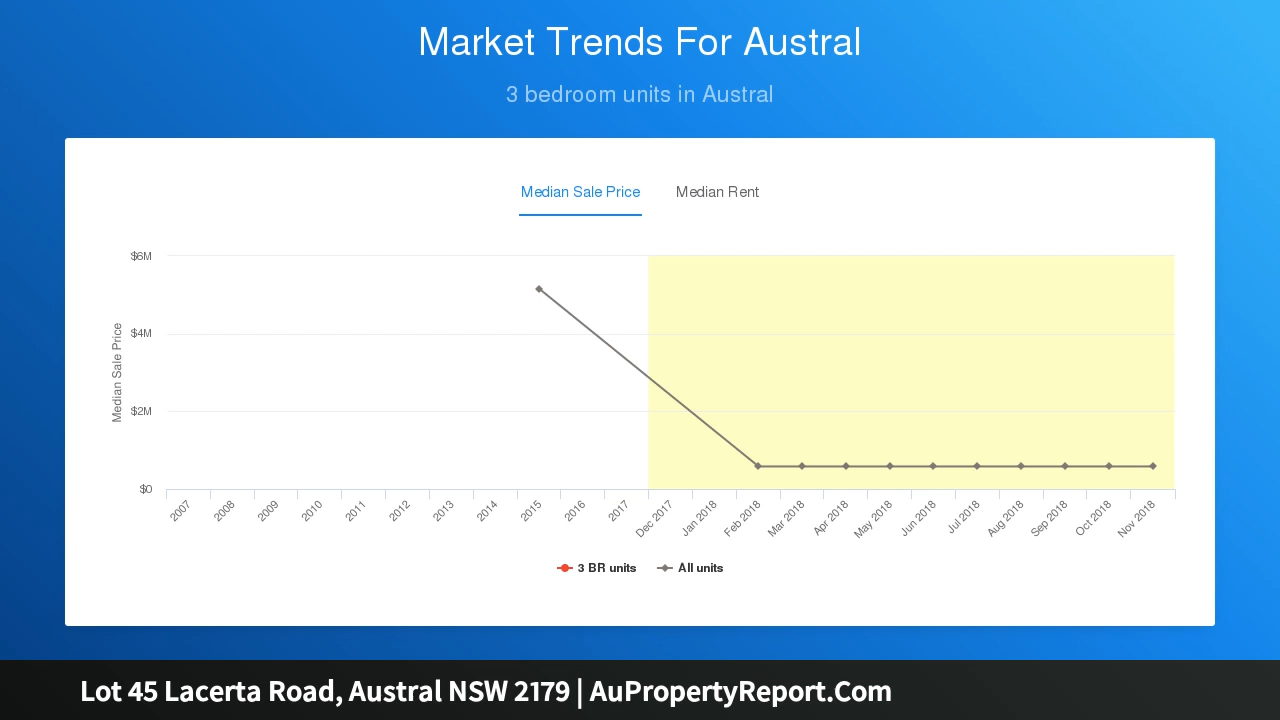 Market Trends For Austral
3 bedroom units in Austral
Median Sale Price Median Rent
Median Sale Price
$6M
$4M
$2M
$0
2007 2008 2009 2010 2011 2012 2013 2014 2015 2016 2017 Dec 2017 Jan 2018 Feb 2018 Mar 2018 Apr 2018 May 2018 Jun 2018 Jul 2018 Aug 2018 Sep 2018 Oct 2018 Nov 2018
3 BR units All units
Lot 45 Lacerta Road, Austral NSW 2179 | AuPropertyReport.Com